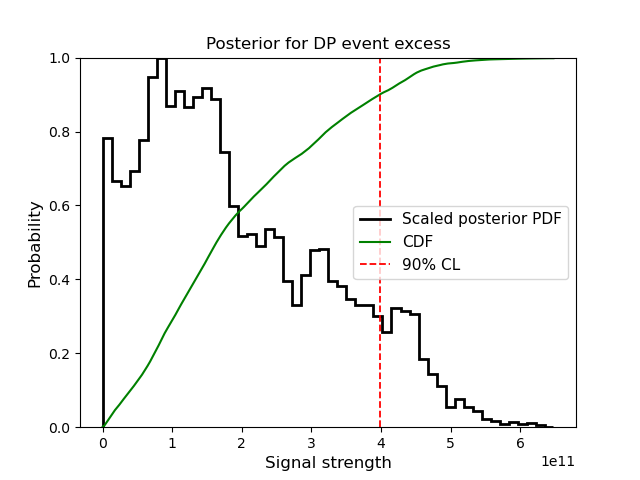 Posterior for DP event excess
1.0
0.8
0.6
0.4
0.2
0.0
Probability
Scaled posterior PDF
CDF
90% CL
0 1 2 3 4 5 6
1e11
Signal strength